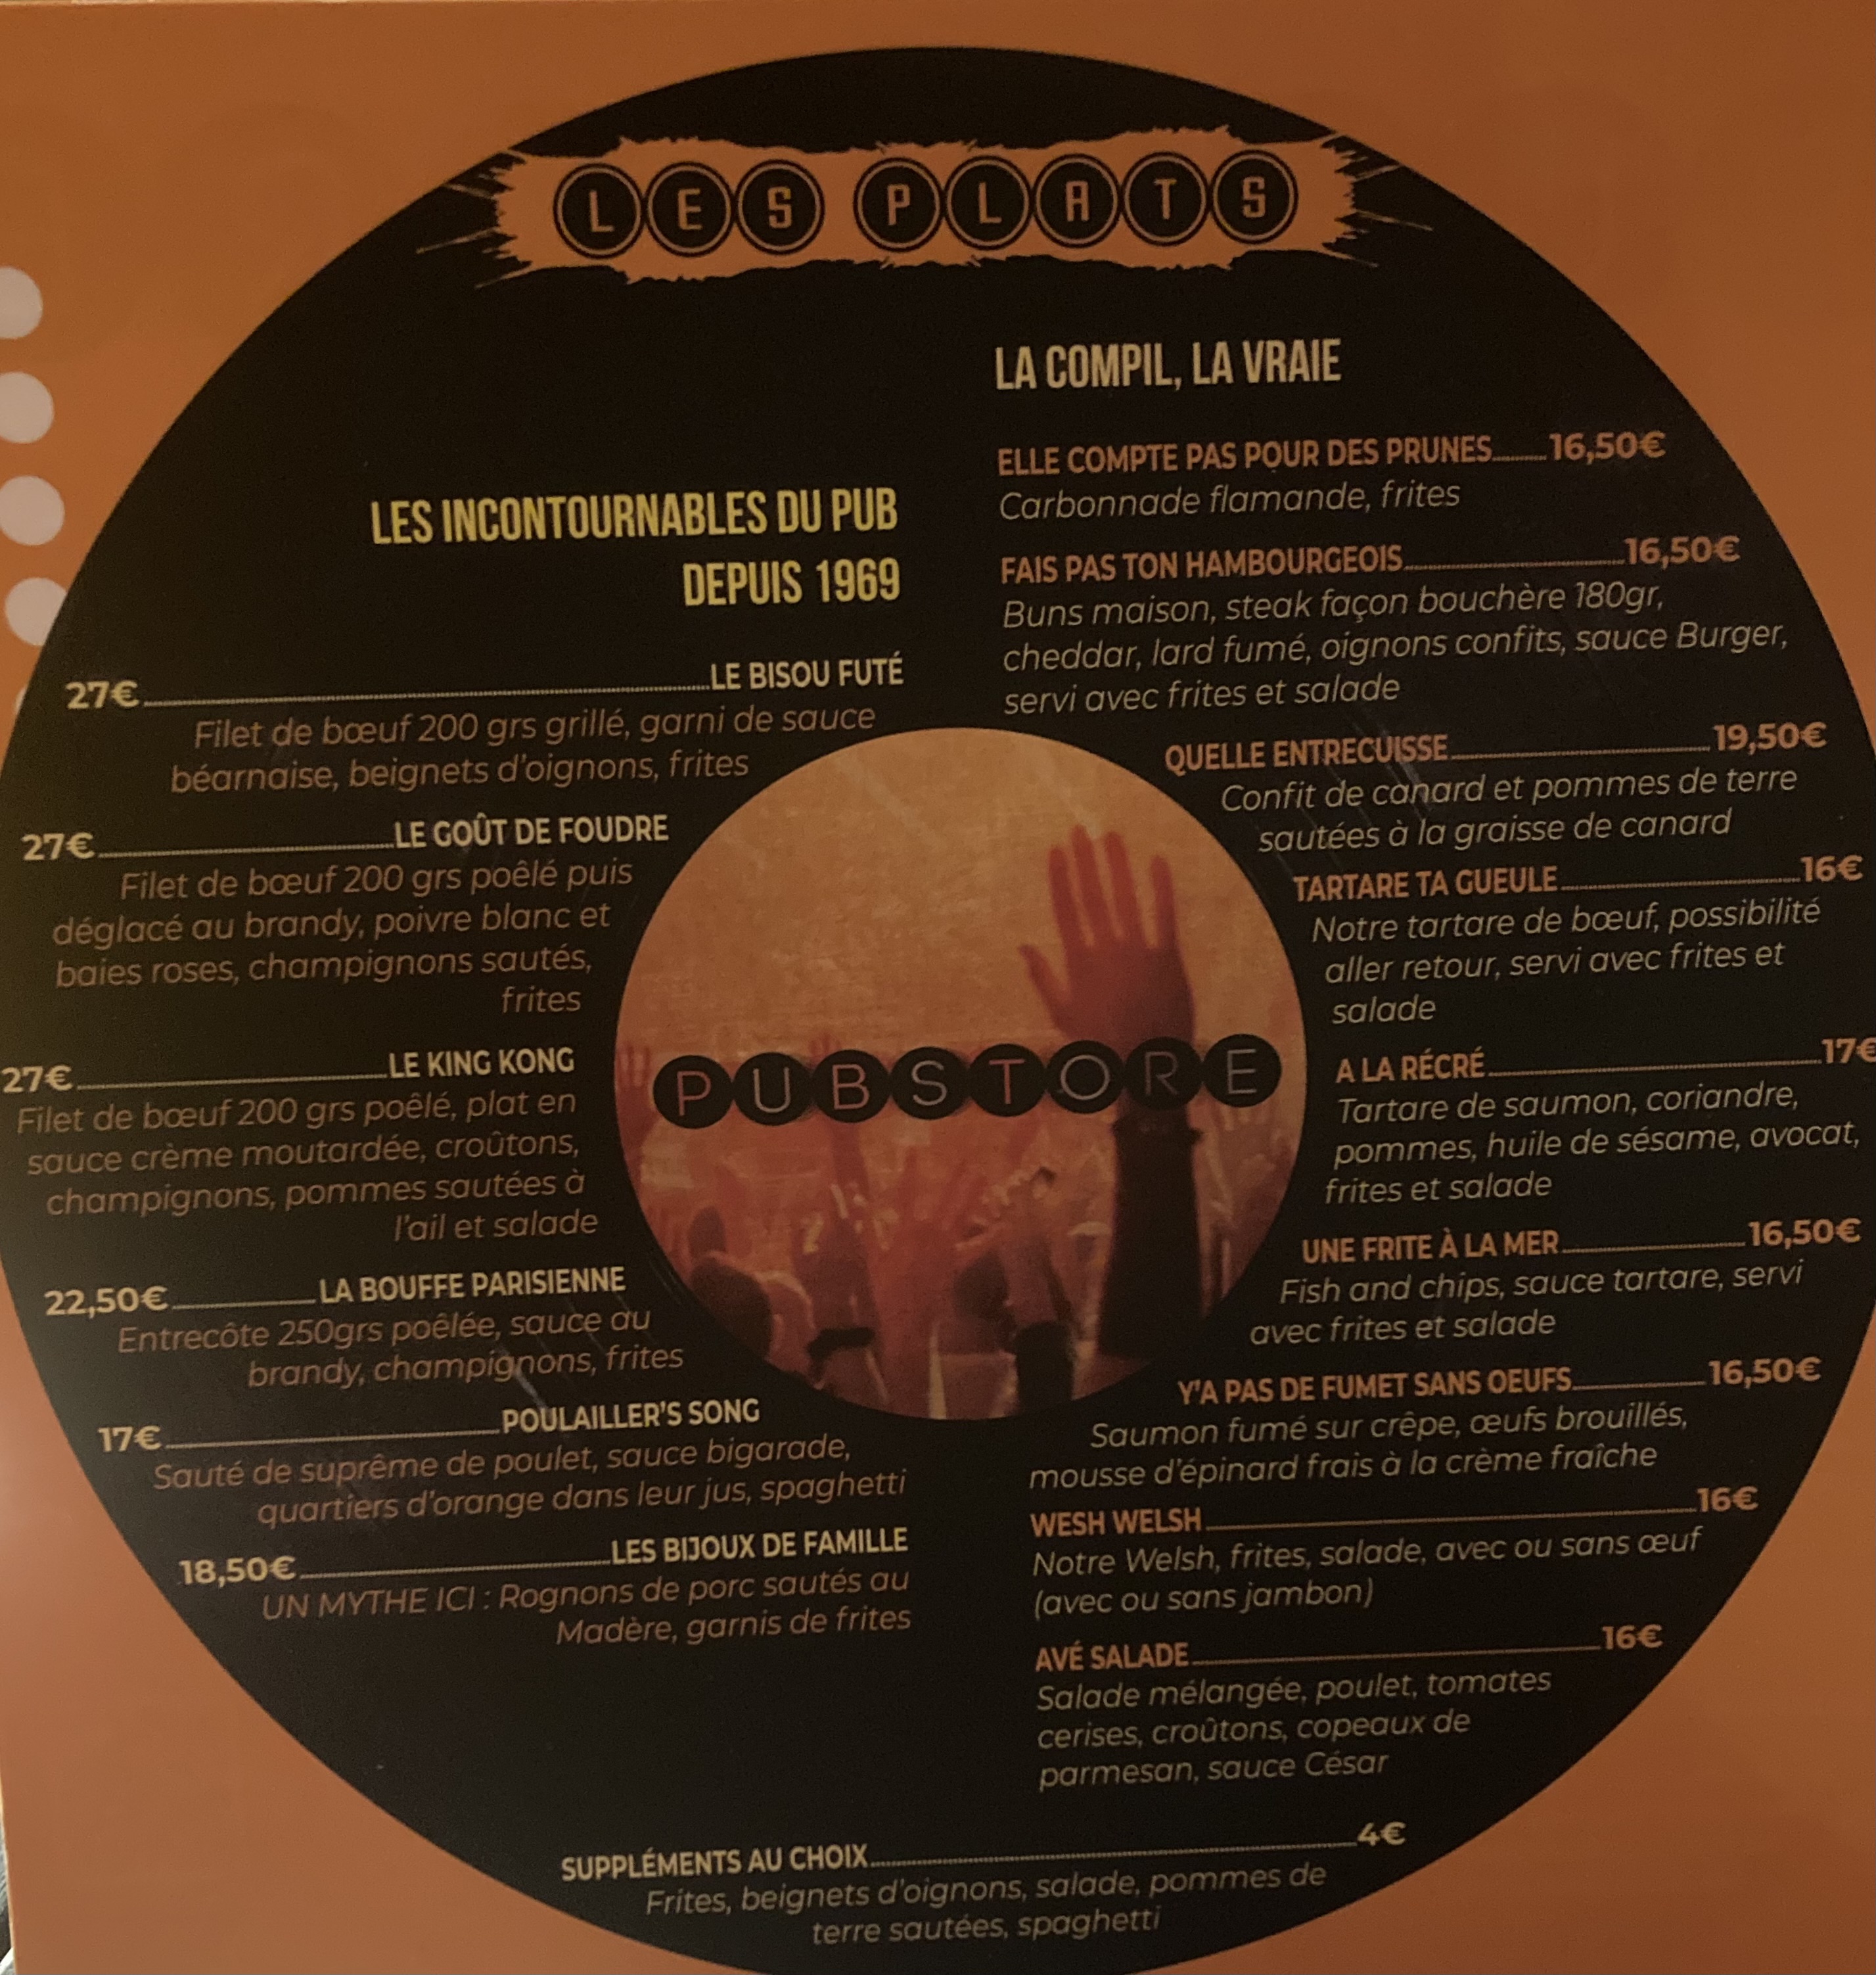 LES PLATS
LES INCONTOURNABLES DU PUB
DEPUIS 1969
27€ LE BISOU FUTÉ
Filet de bœuf 200 grs grillé, garni de sauce
béarnaise, beignets d'oignons, frites
27€ LE GOÛT DE FOUDRE
Filet de bœuf 200 grs poêlé puis
déglacé au brandy, poivre blanc et
baies roses, champignons sautés,
frites
27€ LE KING KONG
Filet de bœuf 200 grs poêlé, plat en
sauce crème moutardée, croûtons,
champignons, pommes sautées à
l'ail et salade
22,50€ LA BOUFFE PARISIENNE
Entrecôte 250grs poêlée, sauce au
brandy, champignons, frites
17€ POULAILLER'S SONG
Sauté de suprême de poulet, sauce bigarade,
quartiers d'orange dans leur jus, spaghetti
18,50€ LES BIJOUX DE FAMILLE
UN MYTHE ICI : Rognons de porc sautés au
Madère, garnis de frites
PUBSTORE
LA COMPIL, LA VRAIE
ELLE COMPTE PAS POUR DES PRUNES 16,50€
Carbonnade flamande, frites
FAIS PAS TON HAMBOURGEOIS 16,50€
Buns maison, steak façon bouchère 180gr,
cheddar, lard fumé, oignons confits, sauce Burger,
servi avec frites et salade
QUELLE ENTRECUISSE 19,50€
Confit de canard et pommes de terre
sautées à la graisse de canard
TARTARE TA GUEULE 16€
Notre tartare de bœuf, possibilité
aller retour, servi avec frites et
salade
A LA RÉCRÉ 17€
Tartare de saumon, coriandre,
pommes, huile de sésame, avocat,
frites et salade
UNE FRITE À LA MER 16,50€
Fish and chips, sauce tartare, servi
avec frites et salade
Y'A PAS DE FUMET SANS OEUFS 16,50€
Saumon fumé sur crêpe, œufs brouillés,
mousse d'épinard frais à la crème fraîche
WESH WELSH 16€
Notre Welsh, frites, salade, avec ou sans œuf
(avec ou sans jambon)
AVÉ SALADE 16€
Salade mélangée, poulet, tomates
cerises, croûtons, copeaux de
parmesan, sauce César
SUPPLÉMENTS AU CHOIX 4€
Frites, beignets d'oignons, salade, pommes de
terre sautées, spaghetti